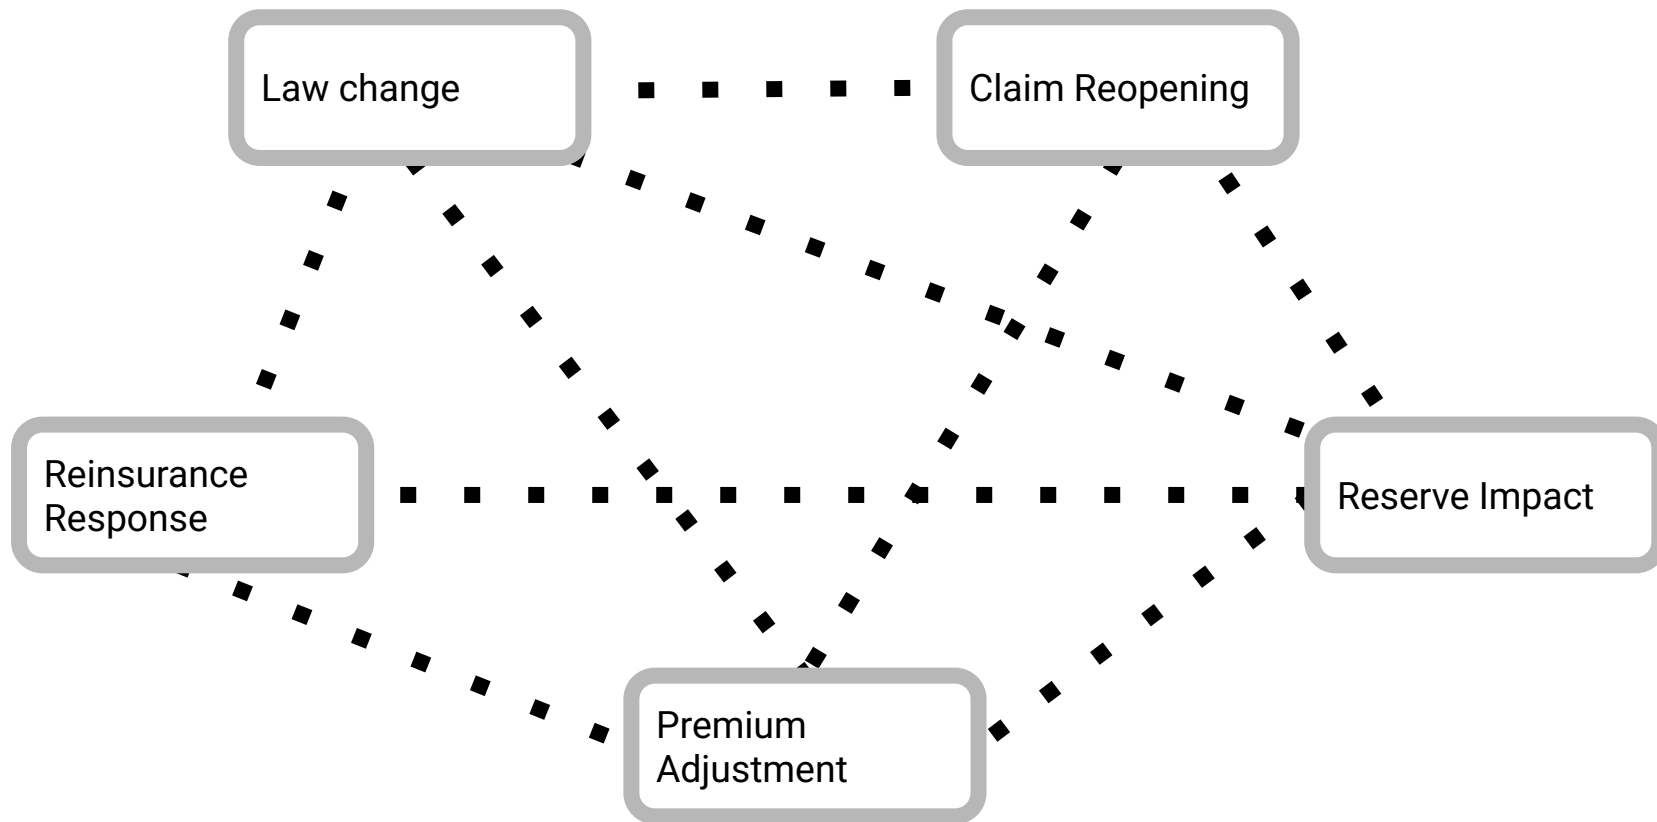 Law change
Claim Reopening
Reinsurance
Response
Reserve Impact
Premium
Adjustment